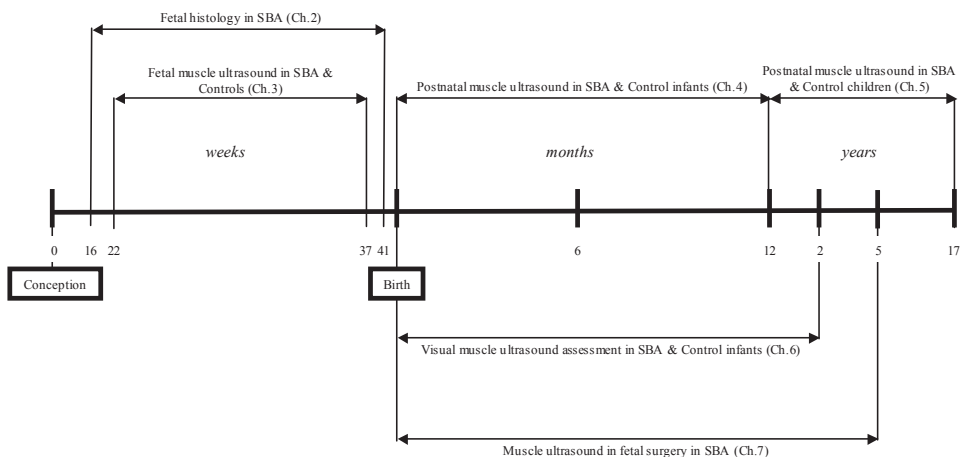 Fetal histology in SBA (Ch.2)
Fetal muscle ultrasound in SBA &
Controls (Ch.3)
Postnatal muscle ultrasound in SBA & Control infants (Ch.4)
Postnatal muscle ultrasound in SBA
& Control children (Ch.5)
weeks
months
years
0
16
22
37
41
6
12
2
5
17
Conception
Birth
Visual muscle ultrasound assessment in SBA & Control infants (Ch.6)
Muscle ultrasound in fetal surgery in SBA (Ch.7)